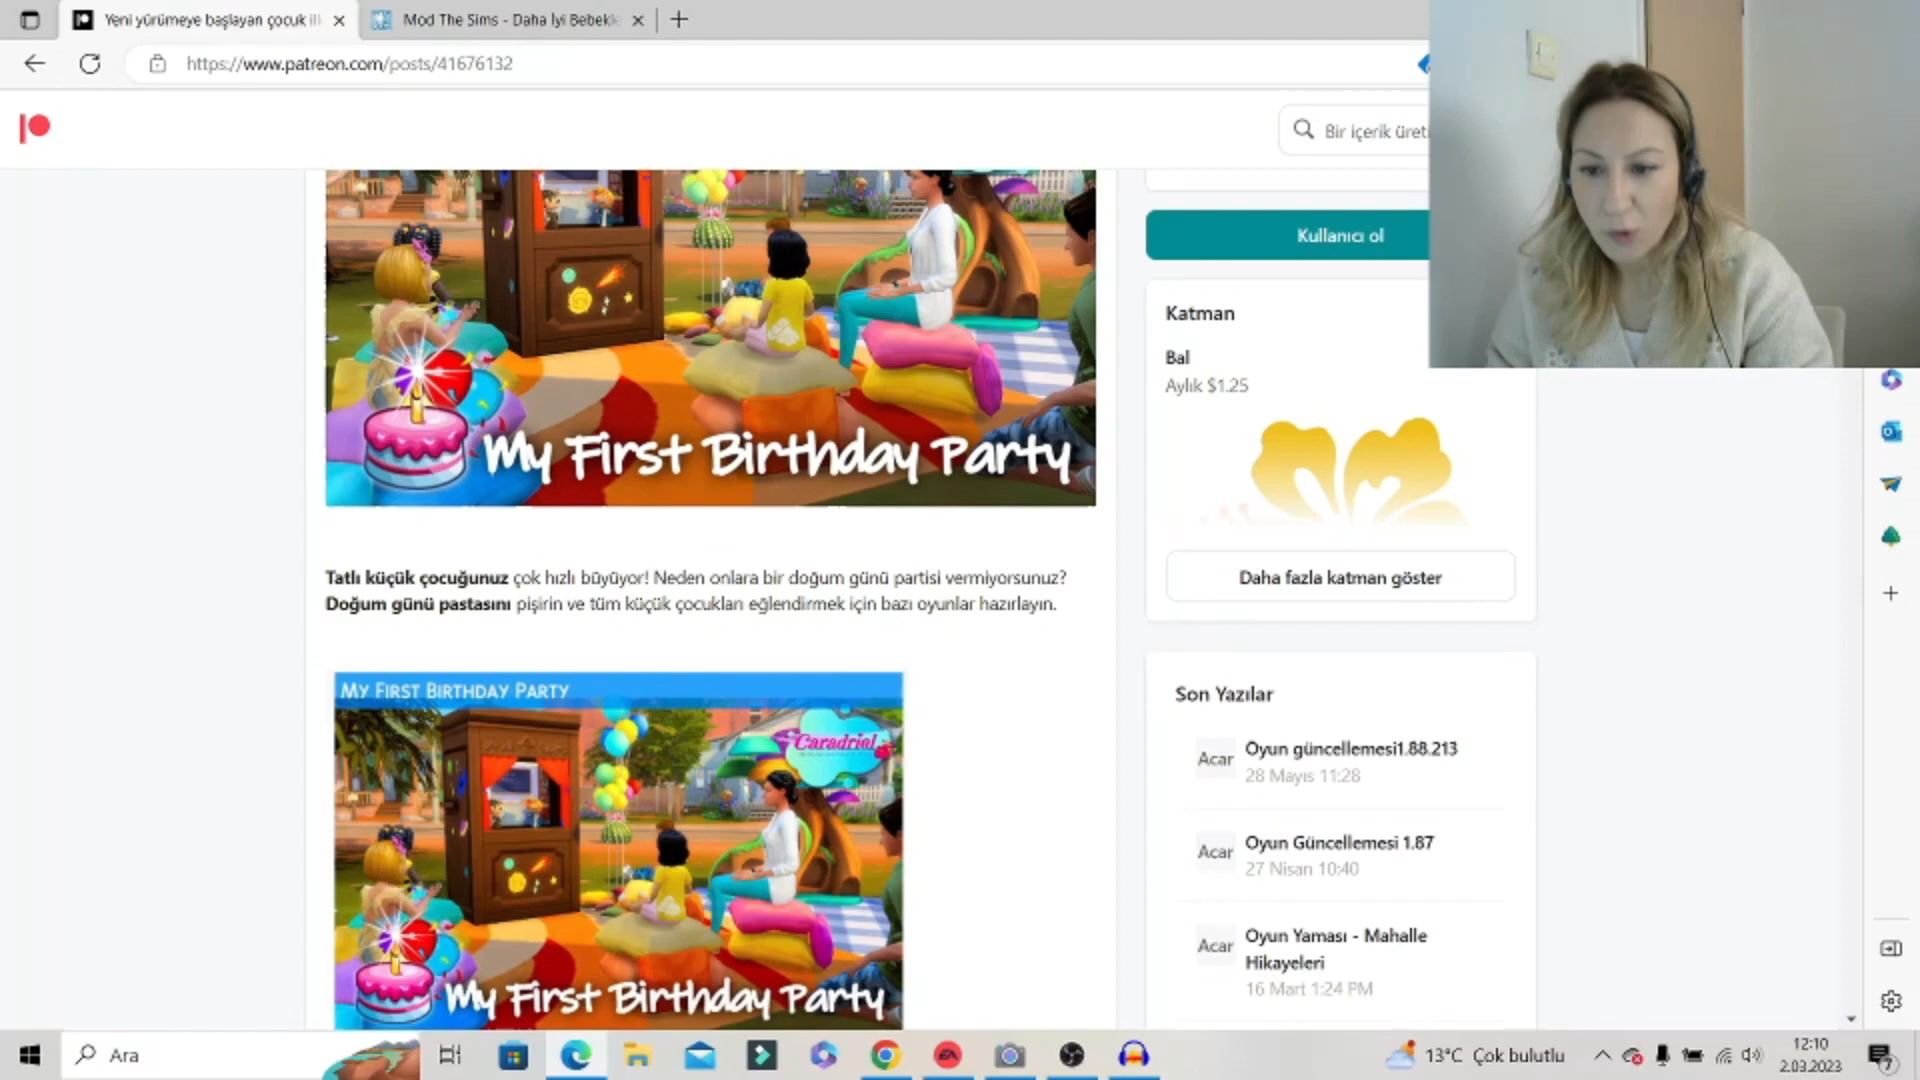 Yeni yürümeye başlayan çocuk ill
Mod The Sims - Daha İyi Bebekle
https://www.patreon.com/posts/41676132
Bir içerik üreti
My First Birthday Party
Tatlı küçük çocuğunuz çok hızlı büyüyor! Neden onlara bir doğum günü partisi vermiyorsunuz?
Doğum günü pastasını pişirin ve tüm küçük çocukları eğlendirmek için bazı oyunlar hazırlayın.
MY FIRST BIRTHDAY PARTY
Caradriel
My First Birthday Party
Kullanıcı ol
Katman
Bal
Aylık $1.25
Daha fazla katman göster
Son Yazılar
Acar
Oyun güncellemesi1.88.213
28 Mayıs 11:28
Acar
Oyun Güncellemesi 1.87
27 Nisan 10:40
Acar
Oyun Yaması - Mahalle
Hikayeleri
16 Mart 1:24 PM
Ara
EA
13°C Çok bulutlu
12:10
2.03.2023
7